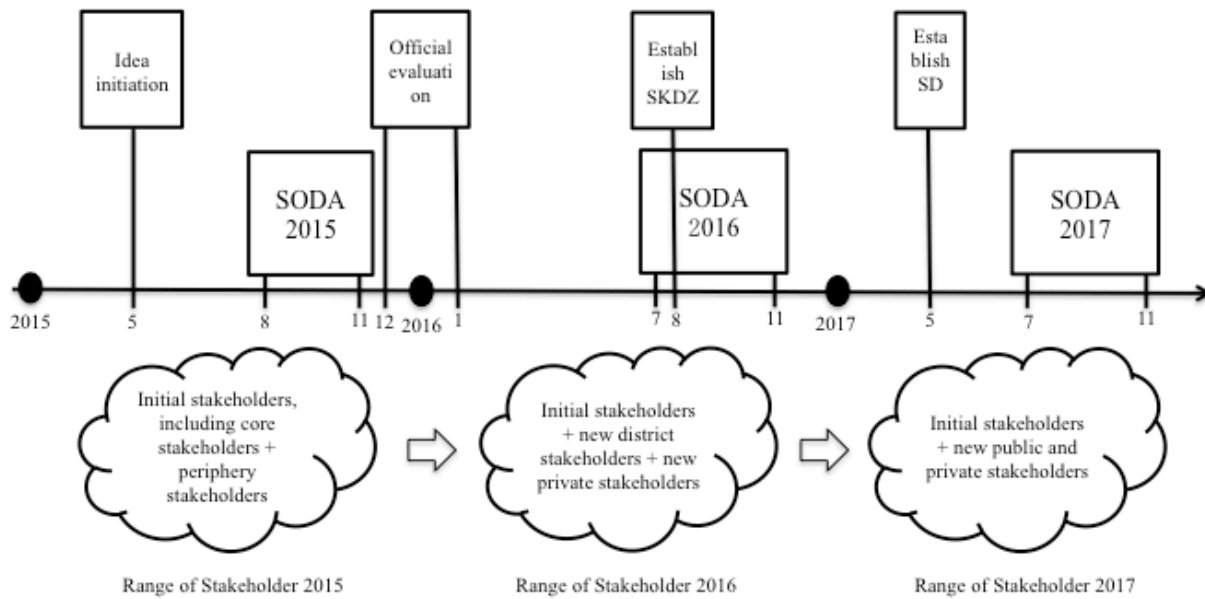 Idea
initiation
Official
evaluati
on
Establ
ish
SKDZ
Esta
blish
SD
SODA
2015
SODA
2016
SODA
2017
2015
5
8
11
12
2016
1
7
8
11
2017
5
7
11
Initial stakeholders,
including core
stakeholders +
periphery
stakeholders
Initial stakeholders
+ new district
stakeholders + new
private stakeholders
Initial stakeholders
+ new public and
private stakeholders
Range of Stakeholder 2015
Range of Stakeholder 2016
Range of Stakeholder 2017